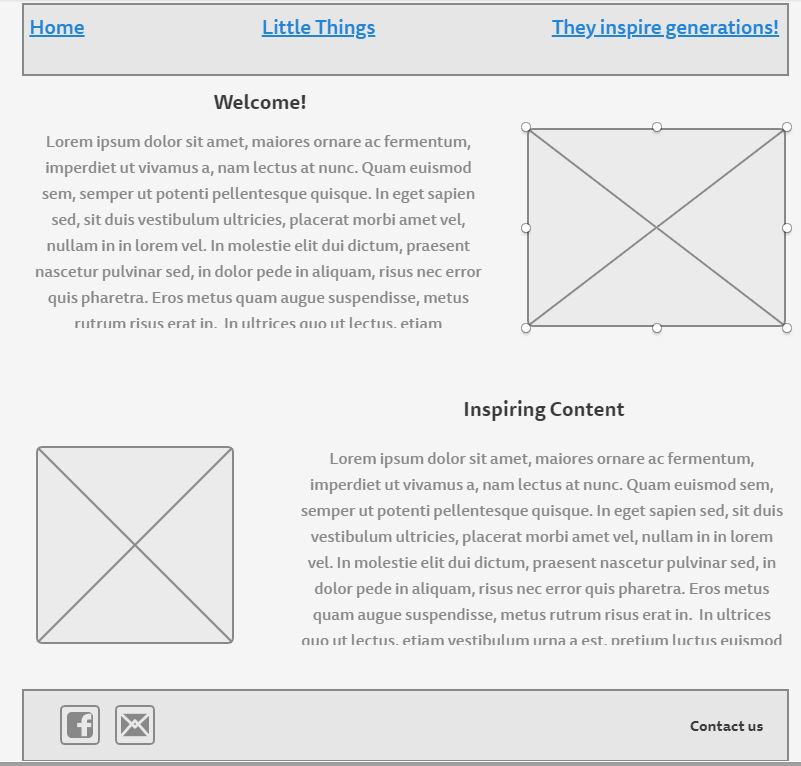 Home Little Things They inspire generations!
Welcome!
Lorem ipsum dolor sit amet, maiores ornare ac fermentum,
imperdiet ut vivamus a, nam lectus at nunc. Quam euismod
sem, semper ut potenti pellentesque quisque. In eget sapien
sed, sit duis vestibulum ultricies, placerat morbi amet vel,
nullam in in lorem vel. In molestie elit dui dictum, praesent
nascetur pulvinar sed, in dolor pede in aliquam, risus nec error
quis pharetra. Eros metus quam augue suspendisse, metus
rutrum risus erat in. In ultrices quo ut lectus, etiam
Inspiring Content
Lorem ipsum dolor sit amet, maiores ornare ac fermentum,
imperdiet ut vivamus a, nam lectus at nunc. Quam euismod sem,
semper ut potenti pellentesque quisque. In eget sapien sed, sit duis
vestibulum ultricies, placerat morbi amet vel, nullam in in lorem
vel. In molestie elit dui dictum, praesent nascetur pulvinar sed, in
dolor pede in aliquam, risus nec error quis pharetra. Eros metus
quam augue suspendisse, metus rutrum risus erat in. In ultrices
quo ut lectus, etiam vestibulum urna a est, pretium luctus euismod
Contact us